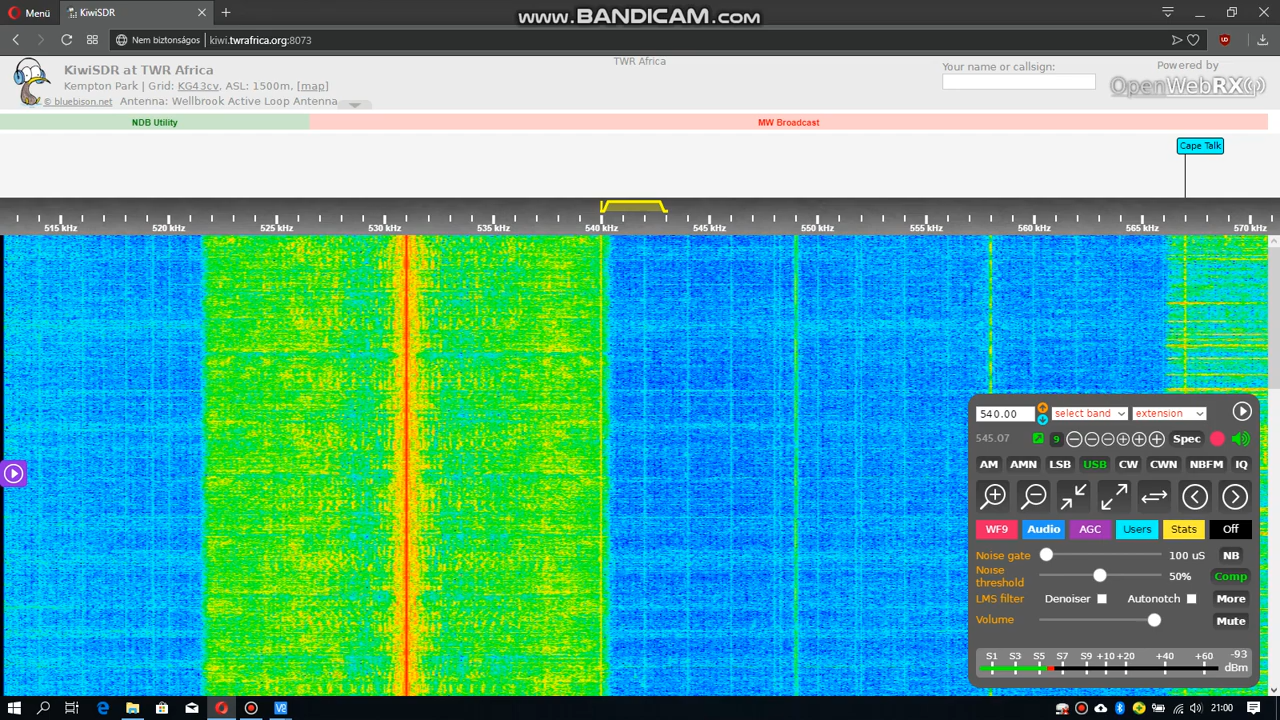 Menü
KiwiSDR
www.BANDICAM.com
Nem biztonságos
kiwi.twrafrica.org:8073
KiwiSDR at TWR Africa
TWR Africa
Your name or callsign:
Powered by
Kempton Park | Grid: KG43cv, ASL: 1500m, [map]
OpenWebRX
© bluebison.net
Antenna: Wellbrook Active Loop Antenna
NDB Utility
MW Broadcast
Cape Talk
515 kHz 520 kHz 525 kHz 530 kHz 535 kHz 540 kHz 545 kHz 550 kHz 555 kHz 560 kHz 565 kHz 570 kHz
540.00 select band extension
545.07 9 Spec
AM AMN LSB USB CW CWN NBFM IQ
WF9 Audio AGC Users Stats Off
Noise gate 100 uS NB
Noise threshold 50% Comp
LMS filter Denoiser Autonotch More
Volume Mute
S1 S3 S5 S7 S9 +10 +20 +40 +60 -93 dBm
21:00